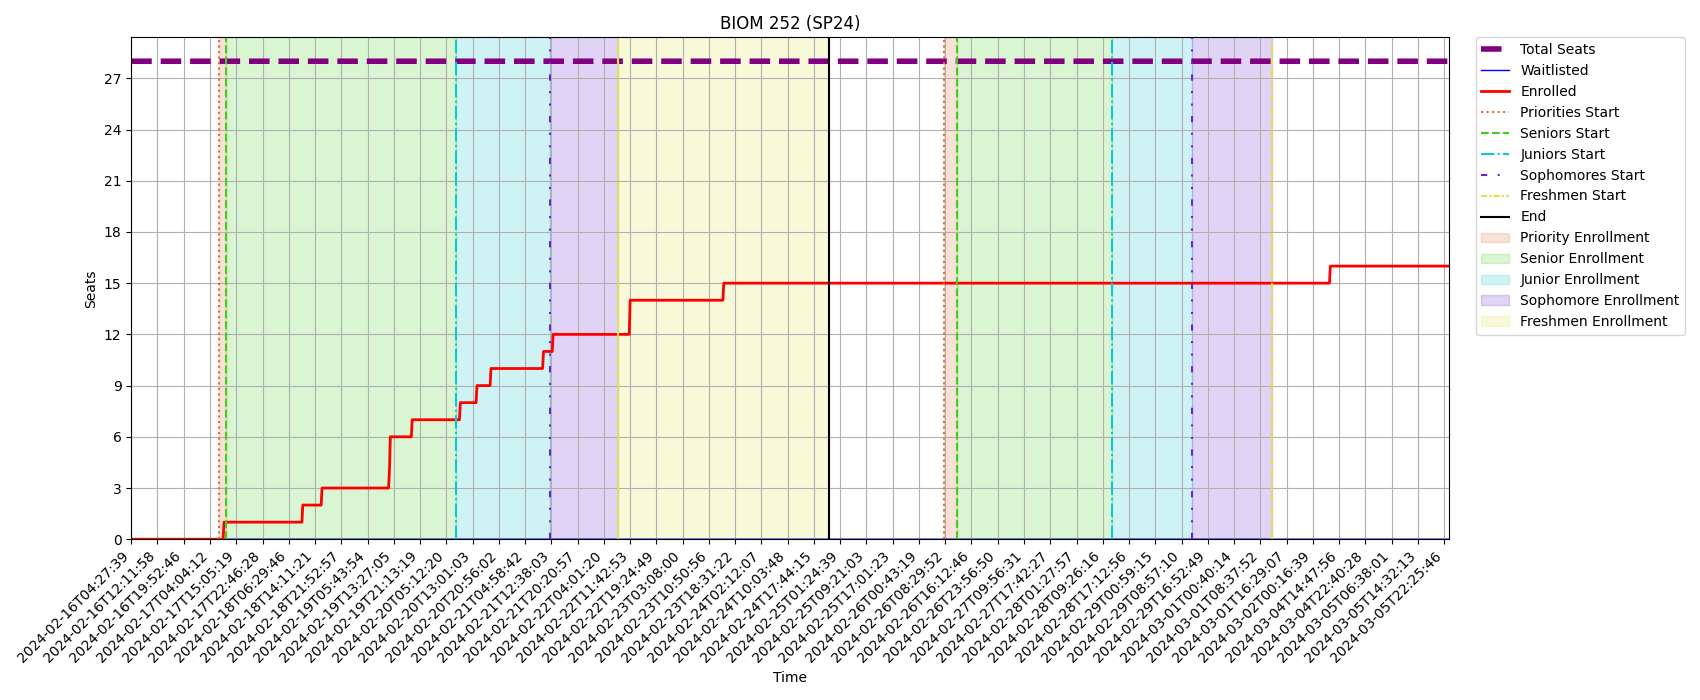 BIOM 252 (SP24)
Seats
27
24
21
18
15
12
9
6
3
0
2024-02-16T04:27:39
2024-02-16T12:11:58
2024-02-16T19:52:46
2024-02-17T04:04:12
2024-02-17T15:05:19
2024-02-17T22:46:28
2024-02-18T06:29:46
2024-02-18T14:11:21
2024-02-18T21:52:57
2024-02-19T05:43:54
2024-02-19T13:27:05
2024-02-19T21:13:19
2024-02-20T05:12:20
2024-02-20T13:01:03
2024-02-20T20:56:02
2024-02-21T04:58:42
2024-02-21T12:38:03
2024-02-21T20:20:57
2024-02-22T04:01:20
2024-02-22T11:42:53
2024-02-22T19:24:49
2024-02-23T03:08:00
2024-02-23T10:50:56
2024-02-23T18:31:22
2024-02-24T02:12:07
2024-02-24T10:03:48
2024-02-24T17:44:15
2024-02-25T01:24:39
2024-02-25T09:21:03
2024-02-25T17:01:23
2024-02-26T00:43:19
2024-02-26T08:29:52
2024-02-26T16:12:46
2024-02-26T23:56:50
2024-02-27T09:56:31
2024-02-27T17:42:27
2024-02-28T01:27:57
2024-02-28T09:26:16
2024-02-28T17:12:56
2024-02-29T00:59:15
2024-02-29T08:57:10
2024-02-29T16:52:49
2024-03-01T00:40:14
2024-03-01T08:37:52
2024-03-01T16:29:07
2024-03-02T00:16:39
2024-03-04T14:47:56
2024-03-04T22:40:28
2024-03-05T06:38:01
2024-03-05T14:32:13
2024-03-05T22:25:46
Time
Total Seats
Waitlisted
Enrolled
Priorities Start
Seniors Start
Juniors Start
Sophomores Start
Freshmen Start
End
Priority Enrollment
Senior Enrollment
Junior Enrollment
Sophomore Enrollment
Freshmen Enrollment